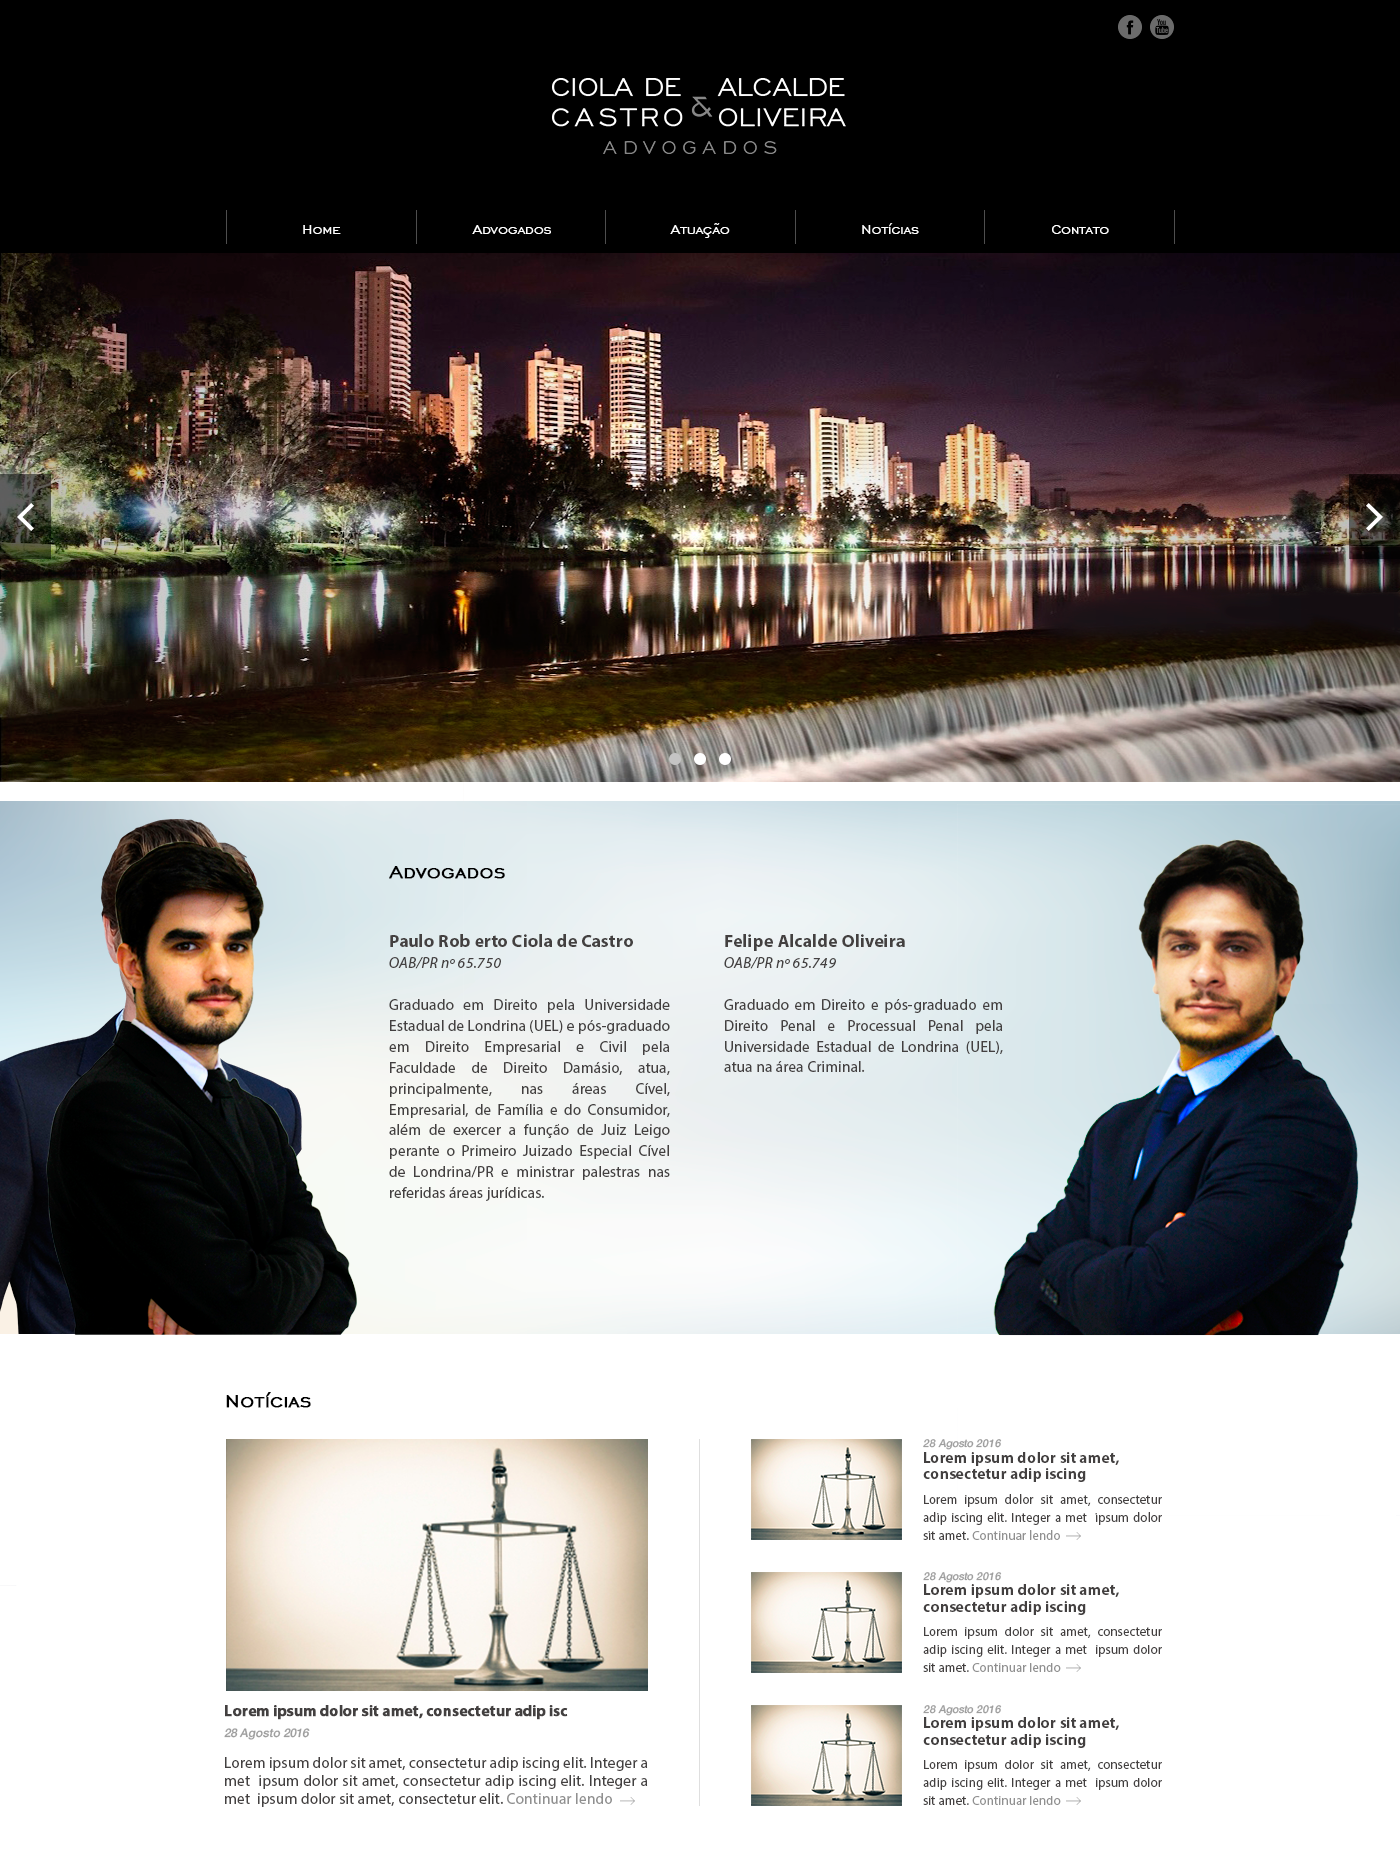 You
Tube
CIOLA DE & ALCALDE
CASTRO OLIVEIRA
ADVOGADOS
Home
Advogados
Atuação
Notícias
Contato
Advogados
Paulo Rob erto Ciola de Castro
OAB/PR nº 65.750
Graduado em Direito pela Universidade
Estadual de Londrina (UEL) e pós-graduado
em Direito Empresarial e Civil pela
Faculdade de Direito Damásio, atua,
principalmente, nas áreas Cível,
Empresarial, de Família e do Consumidor,
além de exercer a função de Juiz Leigo
perante o Primeiro Juizado Especial Cível
de Londrina/PR e ministrar palestras nas
referidas áreas jurídicas.
Felipe Alcalde Oliveira
OAB/PR nº 65.749
Graduado em Direito e pós-graduado em
Direito Penal e Processual Penal pela
Universidade Estadual de Londrina (UEL),
atua na área Criminal.
Notícias
Lorem ipsum dolor sit amet, consectetur adip isc
28 Agosto 2016
Lorem ipsum dolor sit amet, consectetur adip iscing elit. Integer a
met ipsum dolor sit amet, consectetur adip iscing elit. Integer a
met ipsum dolor sit amet, consectetur elit. Continuar lendo →
28 Agosto 2016
Lorem ipsum dolor sit amet,
consectetur adip iscing
Lorem ipsum dolor sit amet, consectetur
adip iscing elit. Integer a met ipsum dolor
sit amet. Continuar lendo →
28 Agosto 2016
Lorem ipsum dolor sit amet,
consectetur adip iscing
Lorem ipsum dolor sit amet, consectetur
adip iscing elit. Integer a met ipsum dolor
sit amet. Continuar lendo →
28 Agosto 2016
Lorem ipsum dolor sit amet,
consectetur adip iscing
Lorem ipsum dolor sit amet, consectetur
adip iscing elit. Integer a met ipsum dolor
sit amet. Continuar lendo →